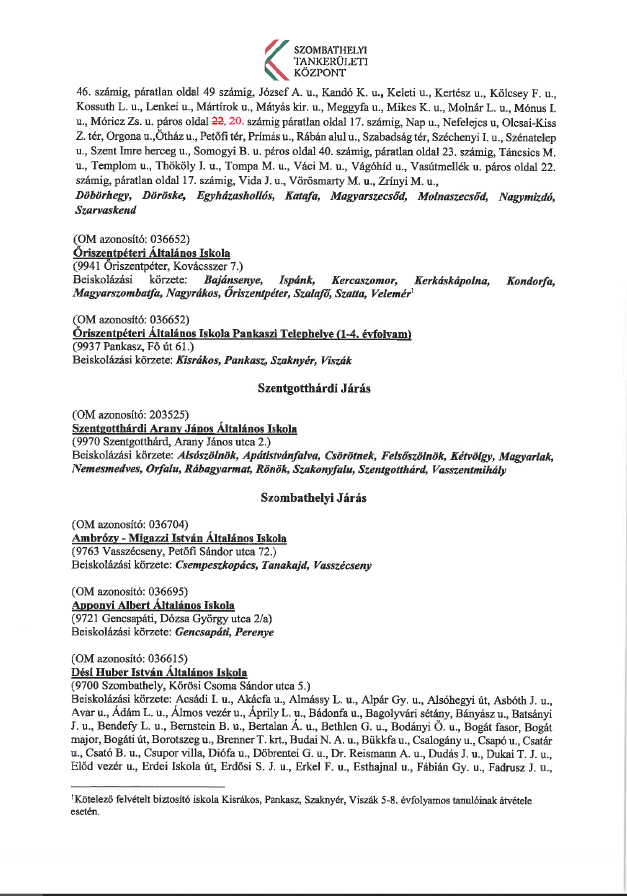 SZOMBATHELYI
TANKERÜLETI
KÖZPONT
46. számig, páratlan oldal 49 számig, József A. u., Kandó K. u., Keleti u., Kertész u., Kölcsey F. u.,
Kossuth L. u., Lenkei u., Mártírok u., Mátyás kir. u., Meggyfa u., Mikes K. u., Molnár L. u., Mónus I.
u., Móricz Zs. u. páros oldal 22. 20. számig páratlan oldal 17. számig, Nap u., Nefelejcs u, Olcsai-Kiss
Z. tér, Orgona u.,Ótház u., Petőfi tér, Prímás u., Rábán alul u., Szabadság tér, Széchenyi I. u., Szénatelep
u., Szent Imre herceg u., Somogyi B. u. páros oldal 40. számig, páratlan oldal 23. számig, Táncsics M.
u., Templom u., Thököly I. u., Tompa M. u., Váci M. u., Vágóhíd u., Vasútmellék u. páros oldal 22.
számig, páratlan oldal 17. számig, Vida J. u., Vörösmarty M. u., Zrínyi M. u.,
Döbörhegy, Döröske, Egyházashollós, Katafa, Magyarszecsőd, Molnaszecsőd, Nagymizdó,
Szarvaskend
(OM azonosító: 036652)
Őriszentpéteri Általános Iskola
(9941 Őriszentpéter, Kovácsszer 7.)
Beiskolázási körzete: Bajánsenye, Ispánk, Kercaszomor, Kerkáskápolna, Kondorfa,
Magyarszombatfa, Nagyrákos, Őriszentpéter, Szalafő, Szatta, Velemér1
(OM azonosító: 036652)
Őriszentpéteri Általános Iskola Pankaszi Telephelye (1-4. évfolyam)
(9937 Pankasz, Fő út 61.)
Beiskolázási körzete: Kisrákos, Pankasz, Szaknyér, Viszák
Szentgotthárdi Járás
(OM azonosító: 203525)
Szentgotthárdi Arany János Általános Iskola
(9970 Szentgotthárd, Arany János utca 2.)
Beiskolázási körzete: Alsószölnök, Apátistvánfalva, Csörötnek, Felsőszölnök, Kétvölgy, Magyarlak,
Nemesmedves, Orfalu, Rábagyarmat, Rönök, Szakonyfalu, Szentgotthárd, Vasszentmihály
Szombathelyi Járás
(OM azonosító: 036704)
Ambrózy - Migazzi István Általános Iskola
(9763 Vasszécseny, Petőfi Sándor utca 72.)
Beiskolázási körzete: Csempeszkopács, Tanakajd, Vasszécseny
(OM azonosító: 036695)
Apponyi Albert Általános Iskola
(9721 Gencsapáti, Dózsa György utca 2/a)
Beiskolázási körzete: Gencsapáti, Perenye
(OM azonosító: 036615)
Dési Huber István Általános Iskola
(9700 Szombathely, Kőrösi Csoma Sándor utca 5.)
Beiskolázási körzete: Acsádi I. u., Akácfa u., Almássy L. u., Alpár Gy. u., Alsóhegyi út, Asbóth J. u.,
Avar u., Ádám L. u., Álmos vezér u., Áprily L. u., Bádonfa u., Bagolyvári sétány, Bányász u., Batsányi
J. u., Bendefy L. u., Bernstein B. u., Bertalan Á. u., Bethlen G. u., Bodányi Ö. u., Bogát fasor, Bogát
major, Bogáti út, Borotszeg u., Brenner T. krt., Budai N. A. u., Bükkfa u., Csalogány u., Csapó u., Csatár
u., Csató B. u., Csupor villa, Diófa u., Döbrentei G. u., Dr. Reismann A. u., Dudás J. u., Dukai T. J. u.,
Előd vezér u., Erdei Iskola út, Erdősi S. J. u., Erkel F. u., Esthajnal u., Fábián Gy. u., Fadrusz J. u.,
1Kötelező felvételt biztosító iskola Kisrákos, Pankasz, Szaknyér, Viszák 5-8. évfolyamos tanulóinak átvétele
esetén.